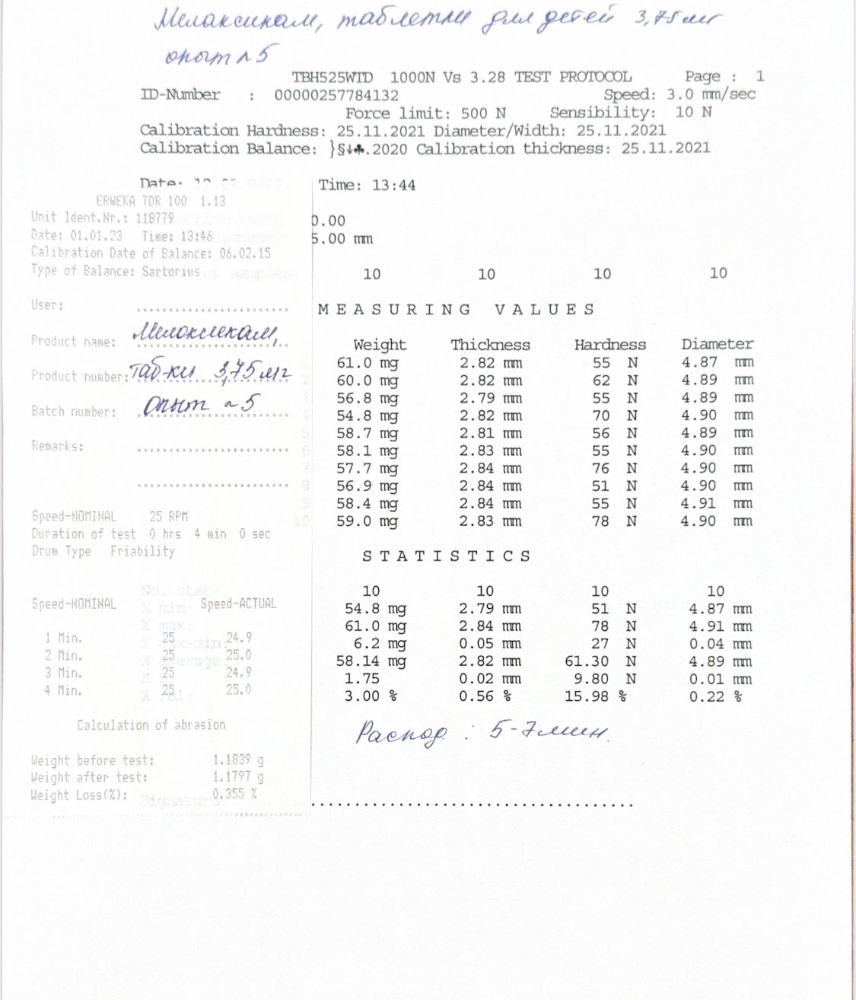 Мелаксикам, таблетки для детей 3,75 мг
опыт n 5
TBH525WTD 1000N Vs 3.28 TEST PROTOCOL Page : 1
ID-Number : 00000257784132 Speed: 3.0 mm/sec
Force limit: 500 N Sensibility: 10 N
Calibration Hardness: 25.11.2021 Diameter/Width: 25.11.2021
Calibration Balance: }§↓♣.2020 Calibration thickness: 25.11.2021
Date: Time: 13:44
0.00
5.00 mm
10 10 10 10
ERWEKA TDR 100 1.13
Unit Ident.Nr.: 118779
Date: 01.01.23 Time: 13:46
Calibration Date of Balance: 06.02.15
Type of Balance: Sartorius
User:
Product name: Мелоксикам,
Product number: Таб-ки 3,75 мг
Batch number: Опыт ~ 5
Remarks:
Speed-NOMINAL 25 RPM
Duration of test 0 hrs 4 min 0 sec
Drum Type Friability
Speed-NOMINAL Speed-ACTUAL
1 Min. 25 24.9
2 Min. 25 25.0
3 Min. 25 24.9
4 Min. 25 25.0
Calculation of abrasion
Weight before test: 1.1839 g
Weight after test: 1.1797 g
Weight Loss(%): 0.355 %
MEASURING VALUES
Weight Thickness Hardness Diameter
61.0 mg 2.82 mm 55 N 4.87 mm
60.0 mg 2.82 mm 62 N 4.89 mm
56.8 mg 2.79 mm 55 N 4.89 mm
54.8 mg 2.82 mm 70 N 4.90 mm
58.7 mg 2.81 mm 56 N 4.89 mm
58.1 mg 2.83 mm 55 N 4.90 mm
57.7 mg 2.84 mm 76 N 4.90 mm
56.9 mg 2.84 mm 51 N 4.90 mm
58.4 mg 2.84 mm 55 N 4.91 mm
59.0 mg 2.83 mm 78 N 4.90 mm
STATISTICS
10 10 10 10
54.8 mg 2.79 mm 51 N 4.87 mm
61.0 mg 2.84 mm 78 N 4.91 mm
6.2 mg 0.05 mm 27 N 0.04 mm
58.14 mg 2.82 mm 61.30 N 4.89 mm
1.75 0.02 mm 9.80 N 0.01 mm
3.00 % 0.56 % 15.98 % 0.22 %
Распад. : 5-7 мин.